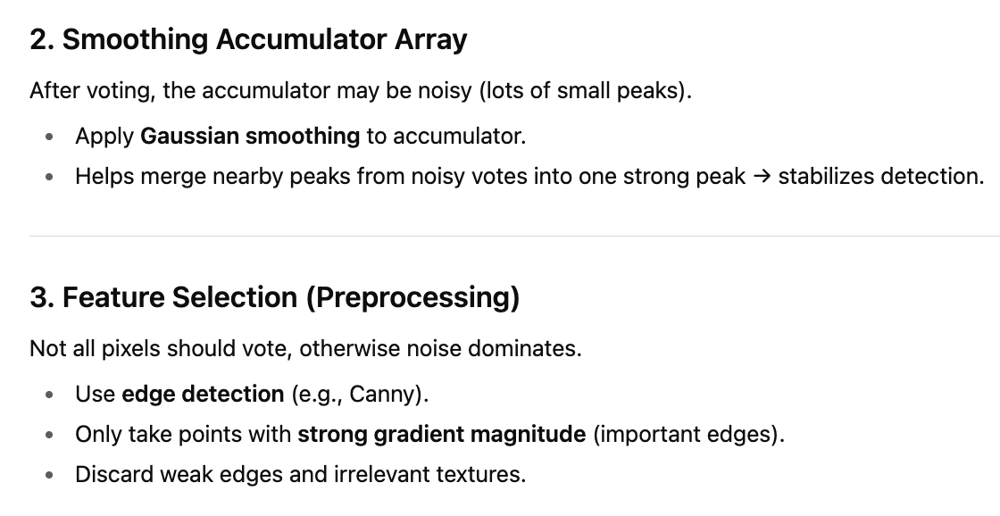 2. Smoothing Accumulator Array
After voting, the accumulator may be noisy (lots of small peaks).
• Apply Gaussian smoothing to accumulator.
• Helps merge nearby peaks from noisy votes into one strong peak → stabilizes detection.
3. Feature Selection (Preprocessing)
Not all pixels should vote, otherwise noise dominates.
• Use edge detection (e.g., Canny).
• Only take points with strong gradient magnitude (important edges).
• Discard weak edges and irrelevant textures.